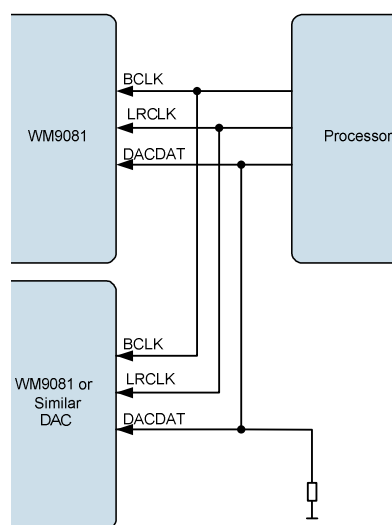 BCLK
LRCLK
WM9081
Processor
DACDAT
BCLK
WM9081 or
LRCLK
Similar
DAC
DACDAT